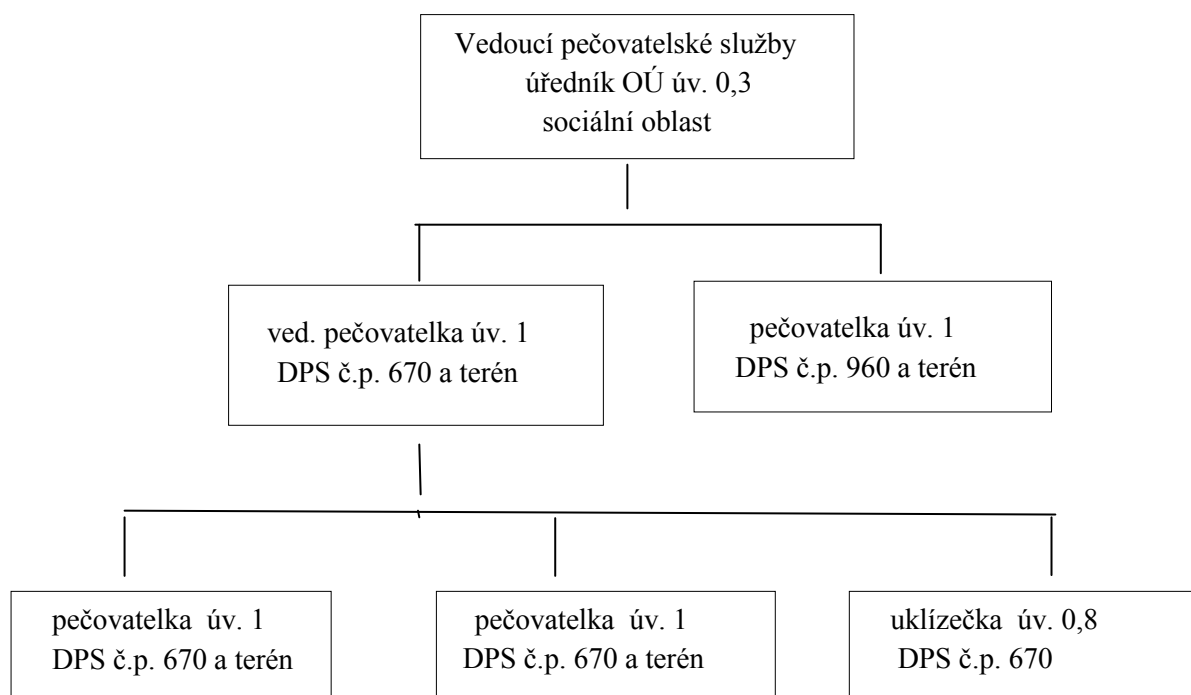 Vedoucí pečovatelské služby
úředník OÚ úv. 0,3
sociální oblast
ved. pečovatelka úv. 1
DPS č.p. 670 a terén
pečovatelka úv. 1
DPS č.p. 960 a terén
pečovatelka úv. 1
DPS č.p. 670 a terén
pečovatelka úv. 1
DPS č.p. 670 a terén
uklízečka úv. 0,8
DPS č.p. 670